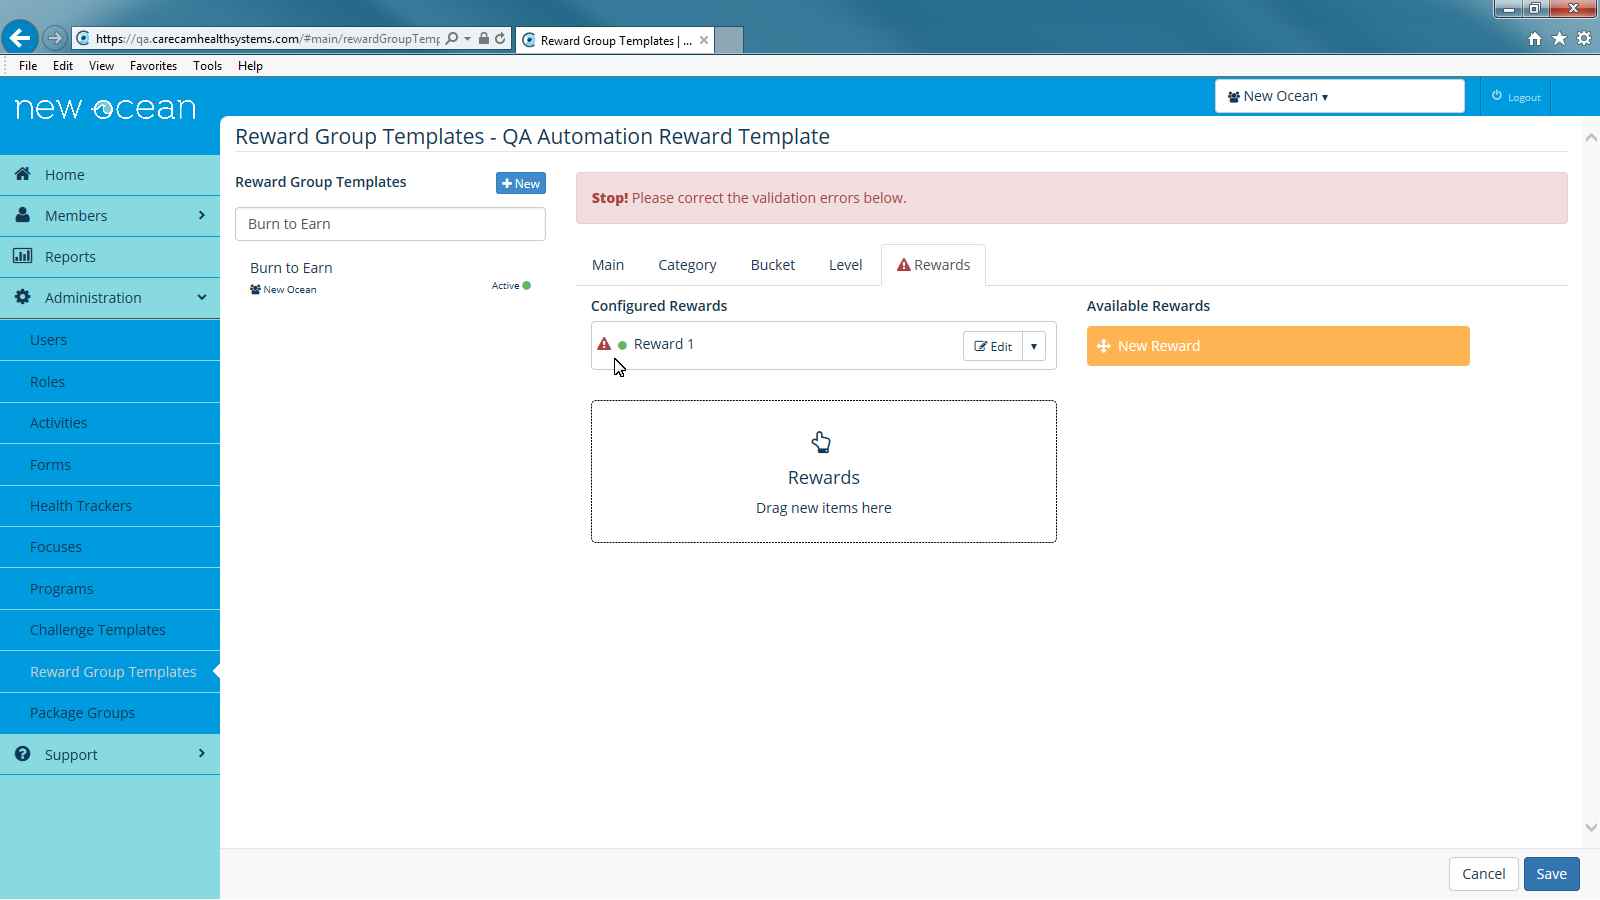 https://qa.carecamhealthsystems.com/#main/rewardGroupTemp
Reward Group Templates | ...
File Edit View Favorites Tools Help
new ocean
New Ocean
Logout
Reward Group Templates - QA Automation Reward Template
Home
Members
Reports
Administration
Users
Roles
Activities
Forms
Health Trackers
Focuses
Programs
Challenge Templates
Reward Group Templates
Package Groups
Support
Reward Group Templates
New
Burn to Earn
Burn to Earn
New Ocean
Active
Stop! Please correct the validation errors below.
Main Category Bucket Level Rewards
Configured Rewards
Reward 1
Edit
Rewards
Drag new items here
Available Rewards
New Reward
Cancel
Save